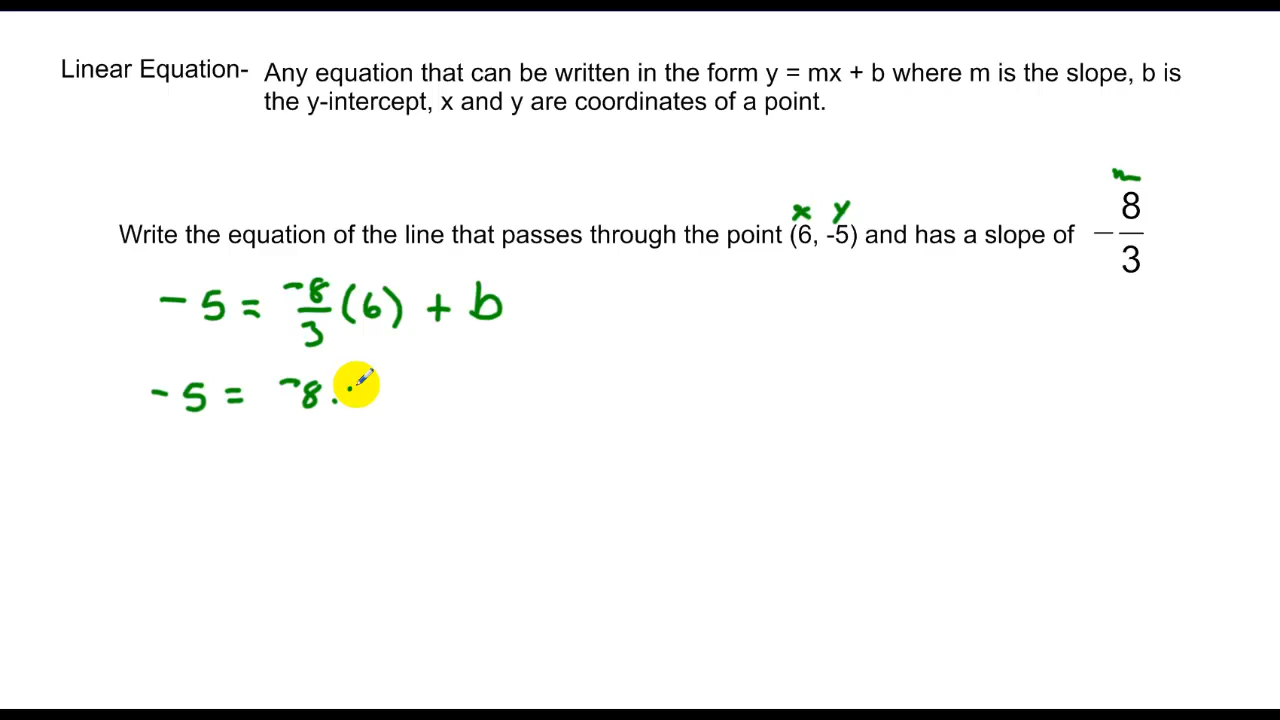 Linear Equation- Any equation that can be written in the form y = mx + b where m is the slope, b is
the y-intercept, x and y are coordinates of a point.
m
x y
Write the equation of the line that passes through the point (6, -5) and has a slope of -8/3
-5 = -8/3 (6) + b
-5 = -8 ·